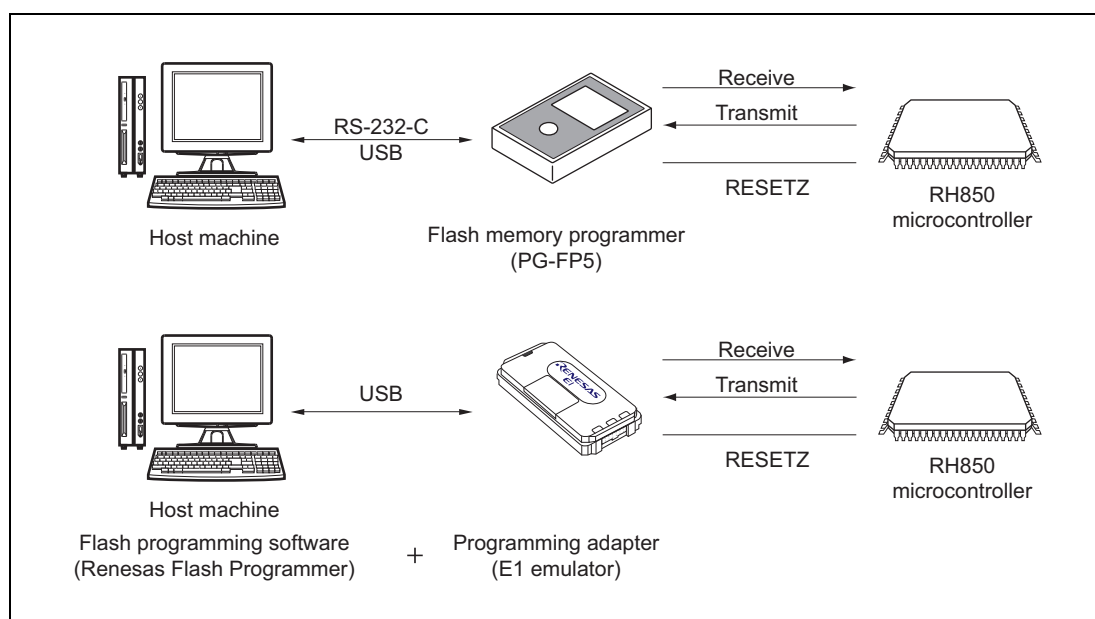 Receive
RS-232-C
Transmit
USB
RESETZ
RH850
microcontroller
Host machine
Flash memory programmer
(PG-FP5)
Receive
USB
Transmit
RENESAS
E1
RESETZ
RH850
microcontroller
Host machine
Flash programming software
(Renesas Flash Programmer)
+
Programming adapter
(E1 emulator)